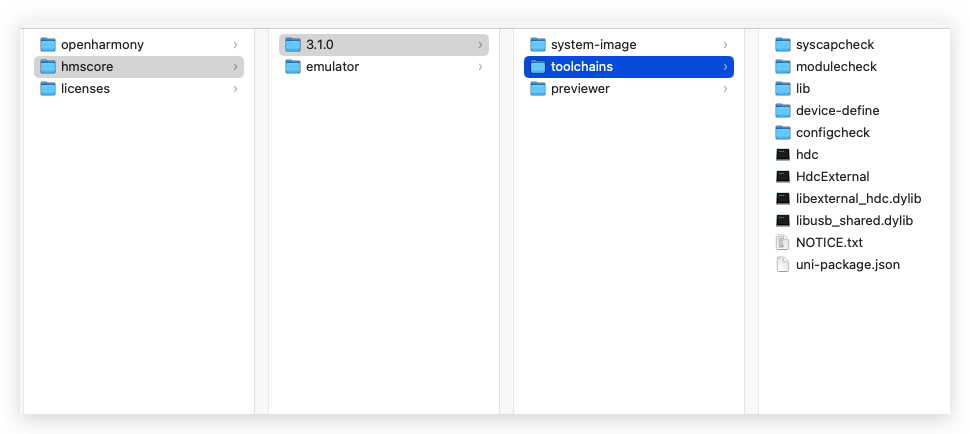 openharmony
hmscore
licenses
3.1.0
emulator
system-image
toolchains
previewer
syscapcheck
modulecheck
lib
device-define
configcheck
hdc
HdcExternal
libexternal_hdc.dylib
libusb_shared.dylib
NOTICE.txt
uni-package.json